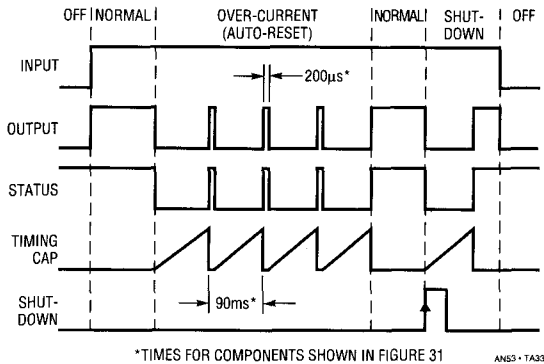 OFF NORMAL OVER-CURRENT (AUTO-RESET) NORMAL SHUT-DOWN OFF
INPUT
200µs*
OUTPUT
STATUS
TIMING CAP
90ms*
SHUT-DOWN
*TIMES FOR COMPONENTS SHOWN IN FIGURE 31
AN53 • TA33